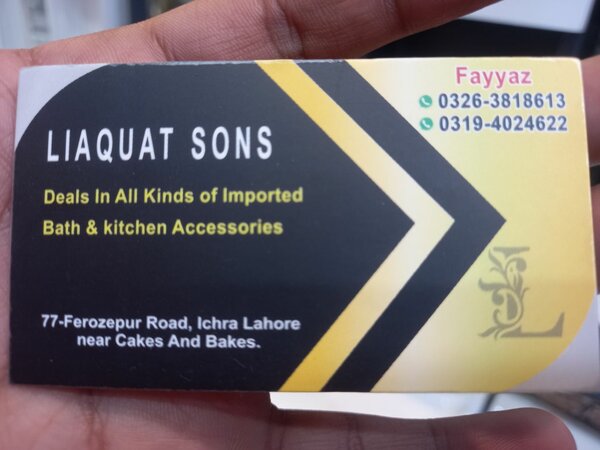 Fayyaz
0326-3818613
0319-4024622
LIAQUAT SONS
Deals In All Kinds of Imported
Bath & kitchen Accessories
77-Ferozepur Road, Ichra Lahore
near Cakes And Bakes.
L